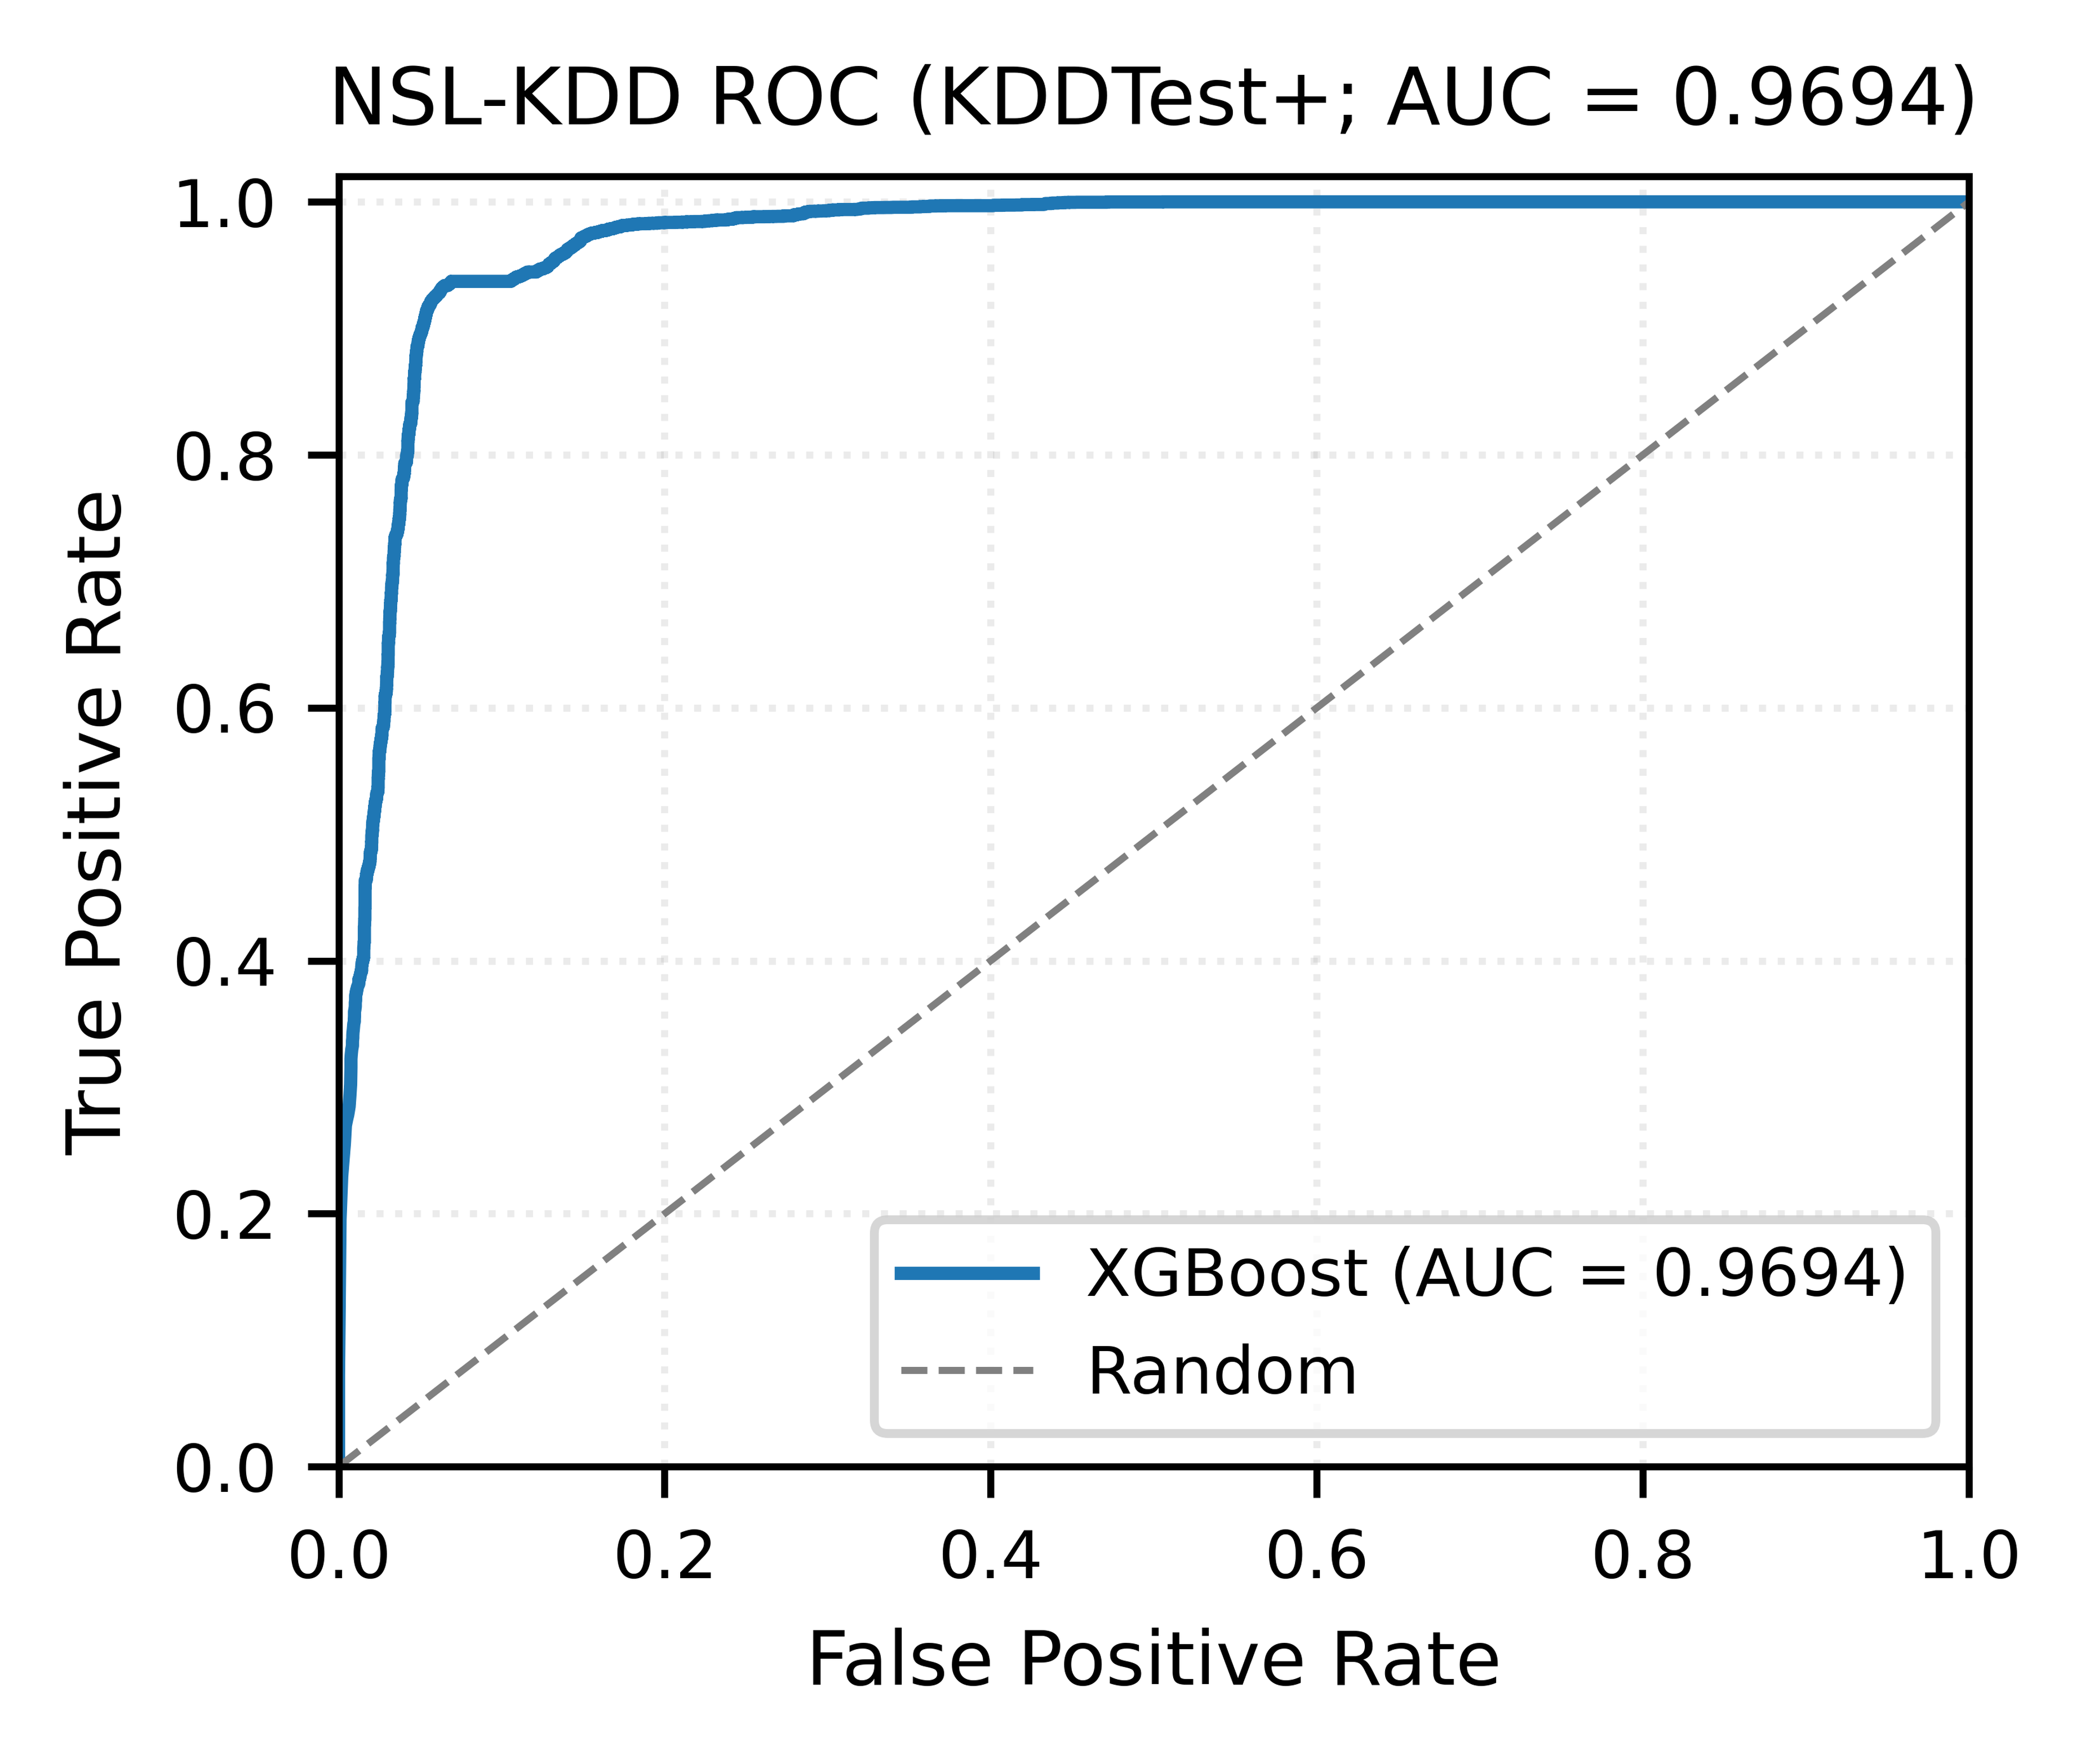 NSL-KDD ROC (KDDTest+; AUC = 0.9694)
True Positive Rate
1.0
0.8
0.6
0.4
0.2
0.0
XGBoost (AUC = 0.9694)
Random
0.0 0.2 0.4 0.6 0.8 1.0
False Positive Rate